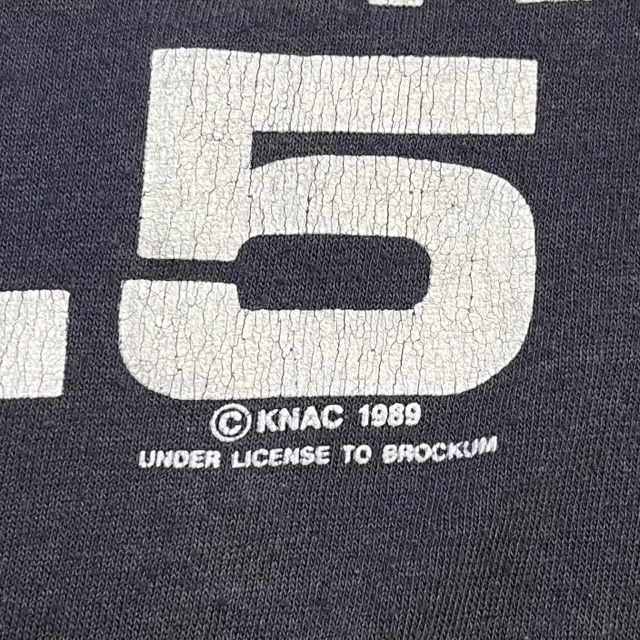 .5
© KNAC 1989
UNDER LICENSE TO BROCKUM